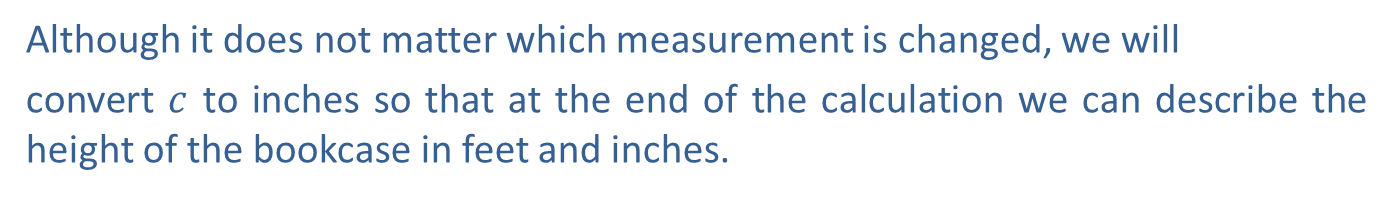 Although it does not matter which measurement is changed, we will
convert c to inches so that at the end of the calculation we can describe the
height of the bookcase in feet and inches.